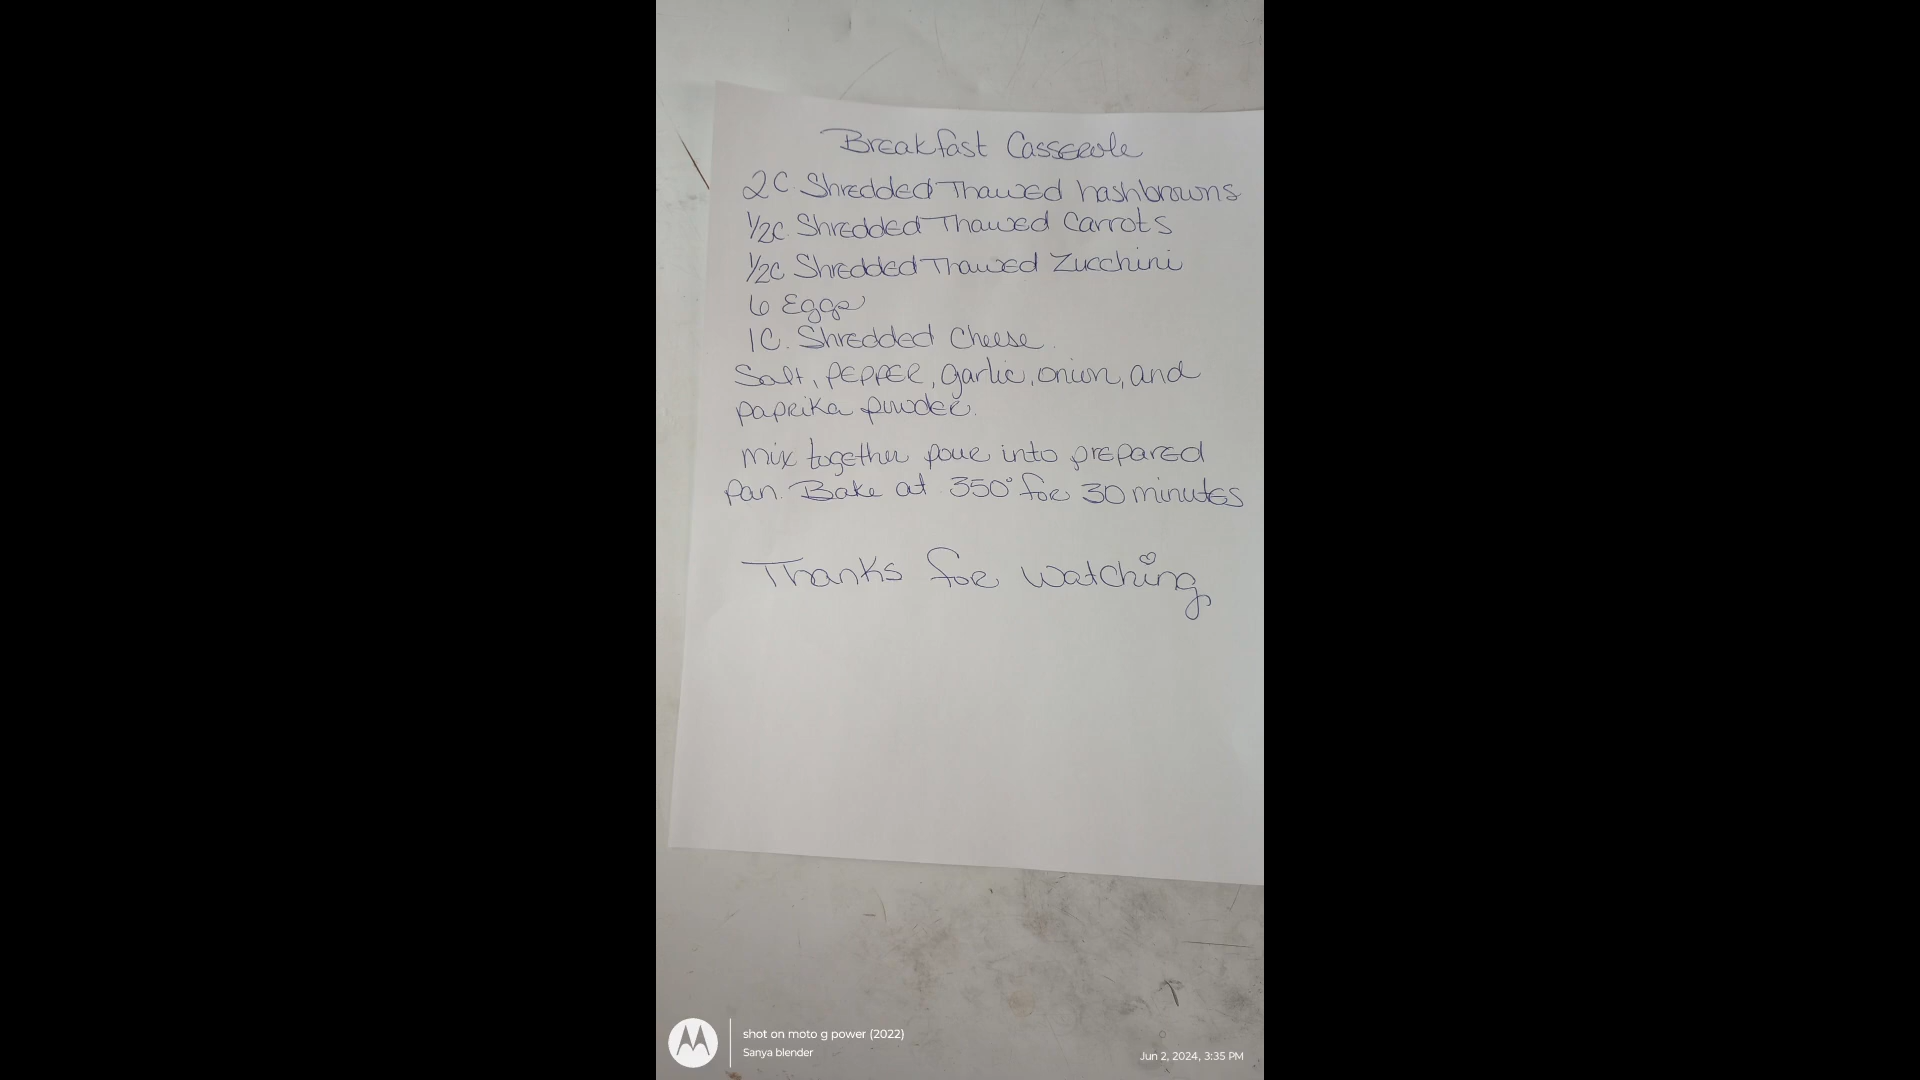 Breakfast Casserole
2C. Shredded Thawed hashbrowns
1/2C. Shredded Thawed Carrots
1/2C Shredded Thawed Zucchini
6 Eggs
1C. Shredded Cheese.
Salt, PEPPER, garlic, onion, and
paprika powder.
mix together pour into prepared
pan. Bake at 350° for 30 minutes
Thanks for watching
shot on moto g power (2022)
Sanya blender
Jun 2, 2024, 3:35 PM